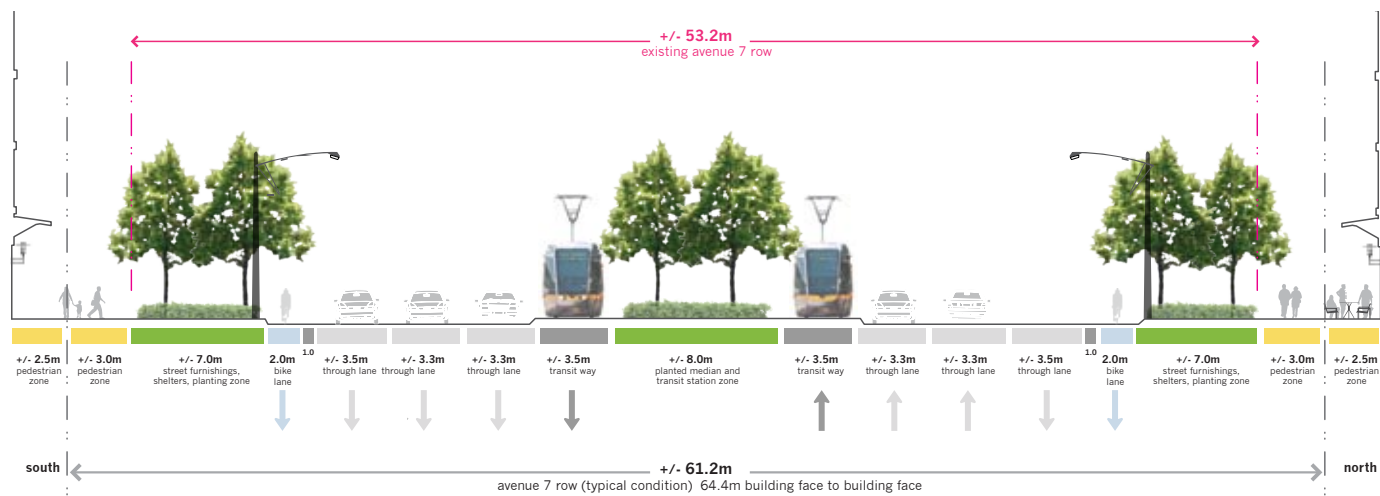 +/- 53.2m
existing avenue 7 row
+/- 2.5m
pedestrian
zone
+/- 3.0m
pedestrian
zone
+/- 7.0m
street furnishings,
shelters, planting zone
2.0m
bike
lane
1.0
+/- 3.5m
through lane
+/- 3.3m
through lane
+/- 3.3m
through lane
+/- 3.5m
transit way
+/- 8.0m
planted median and
transit station zone
+/- 3.5m
transit way
+/- 3.3m
through lane
+/- 3.3m
through lane
+/- 3.5m
through lane
1.0
2.0m
bike
lane
+/- 7.0m
street furnishings,
shelters, planting zone
+/- 3.0m
pedestrian
zone
+/- 2.5m
pedestrian
zone
south
+/- 61.2m
north
avenue 7 row (typical condition) 64.4m building face to building face